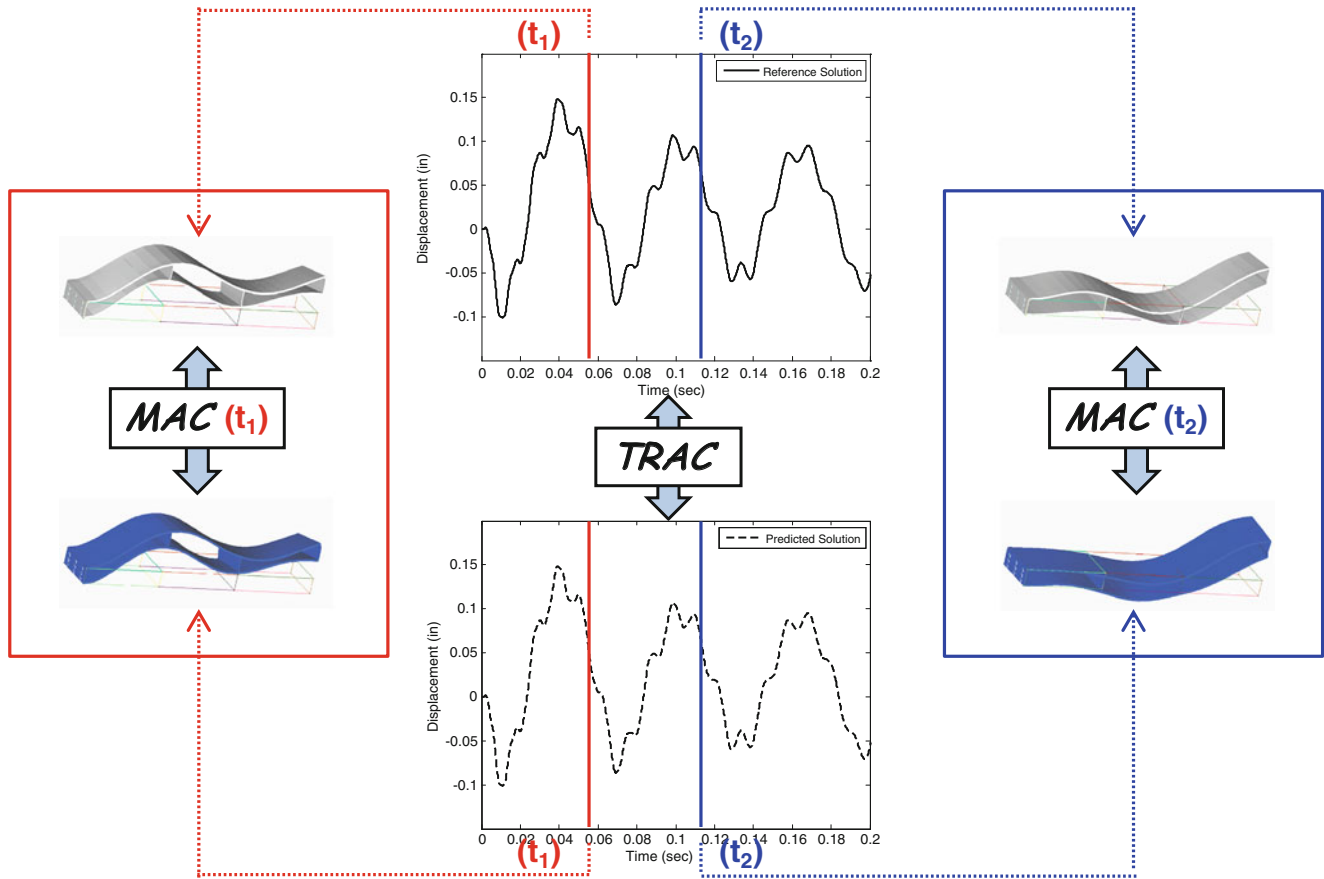 (t1)
(t2)
Reference Solution
0.15
0.1
0.05
0
-0.05
-0.1
Displacement (in)
0 0.02 0.04 0.06 0.08 0.1 0.12 0.14 0.16 0.18 0.2
Time (sec)
MAC (t1)
TRAC
MAC (t2)
Predicted Solution
0.15
0.1
0.05
0
-0.05
-0.1
Displacement (in)
0 0.02 0.04 0.06 0.08 0.1 0.12 0.14 0.16 0.18 0.2
Time (sec)
(t1)
(t2)